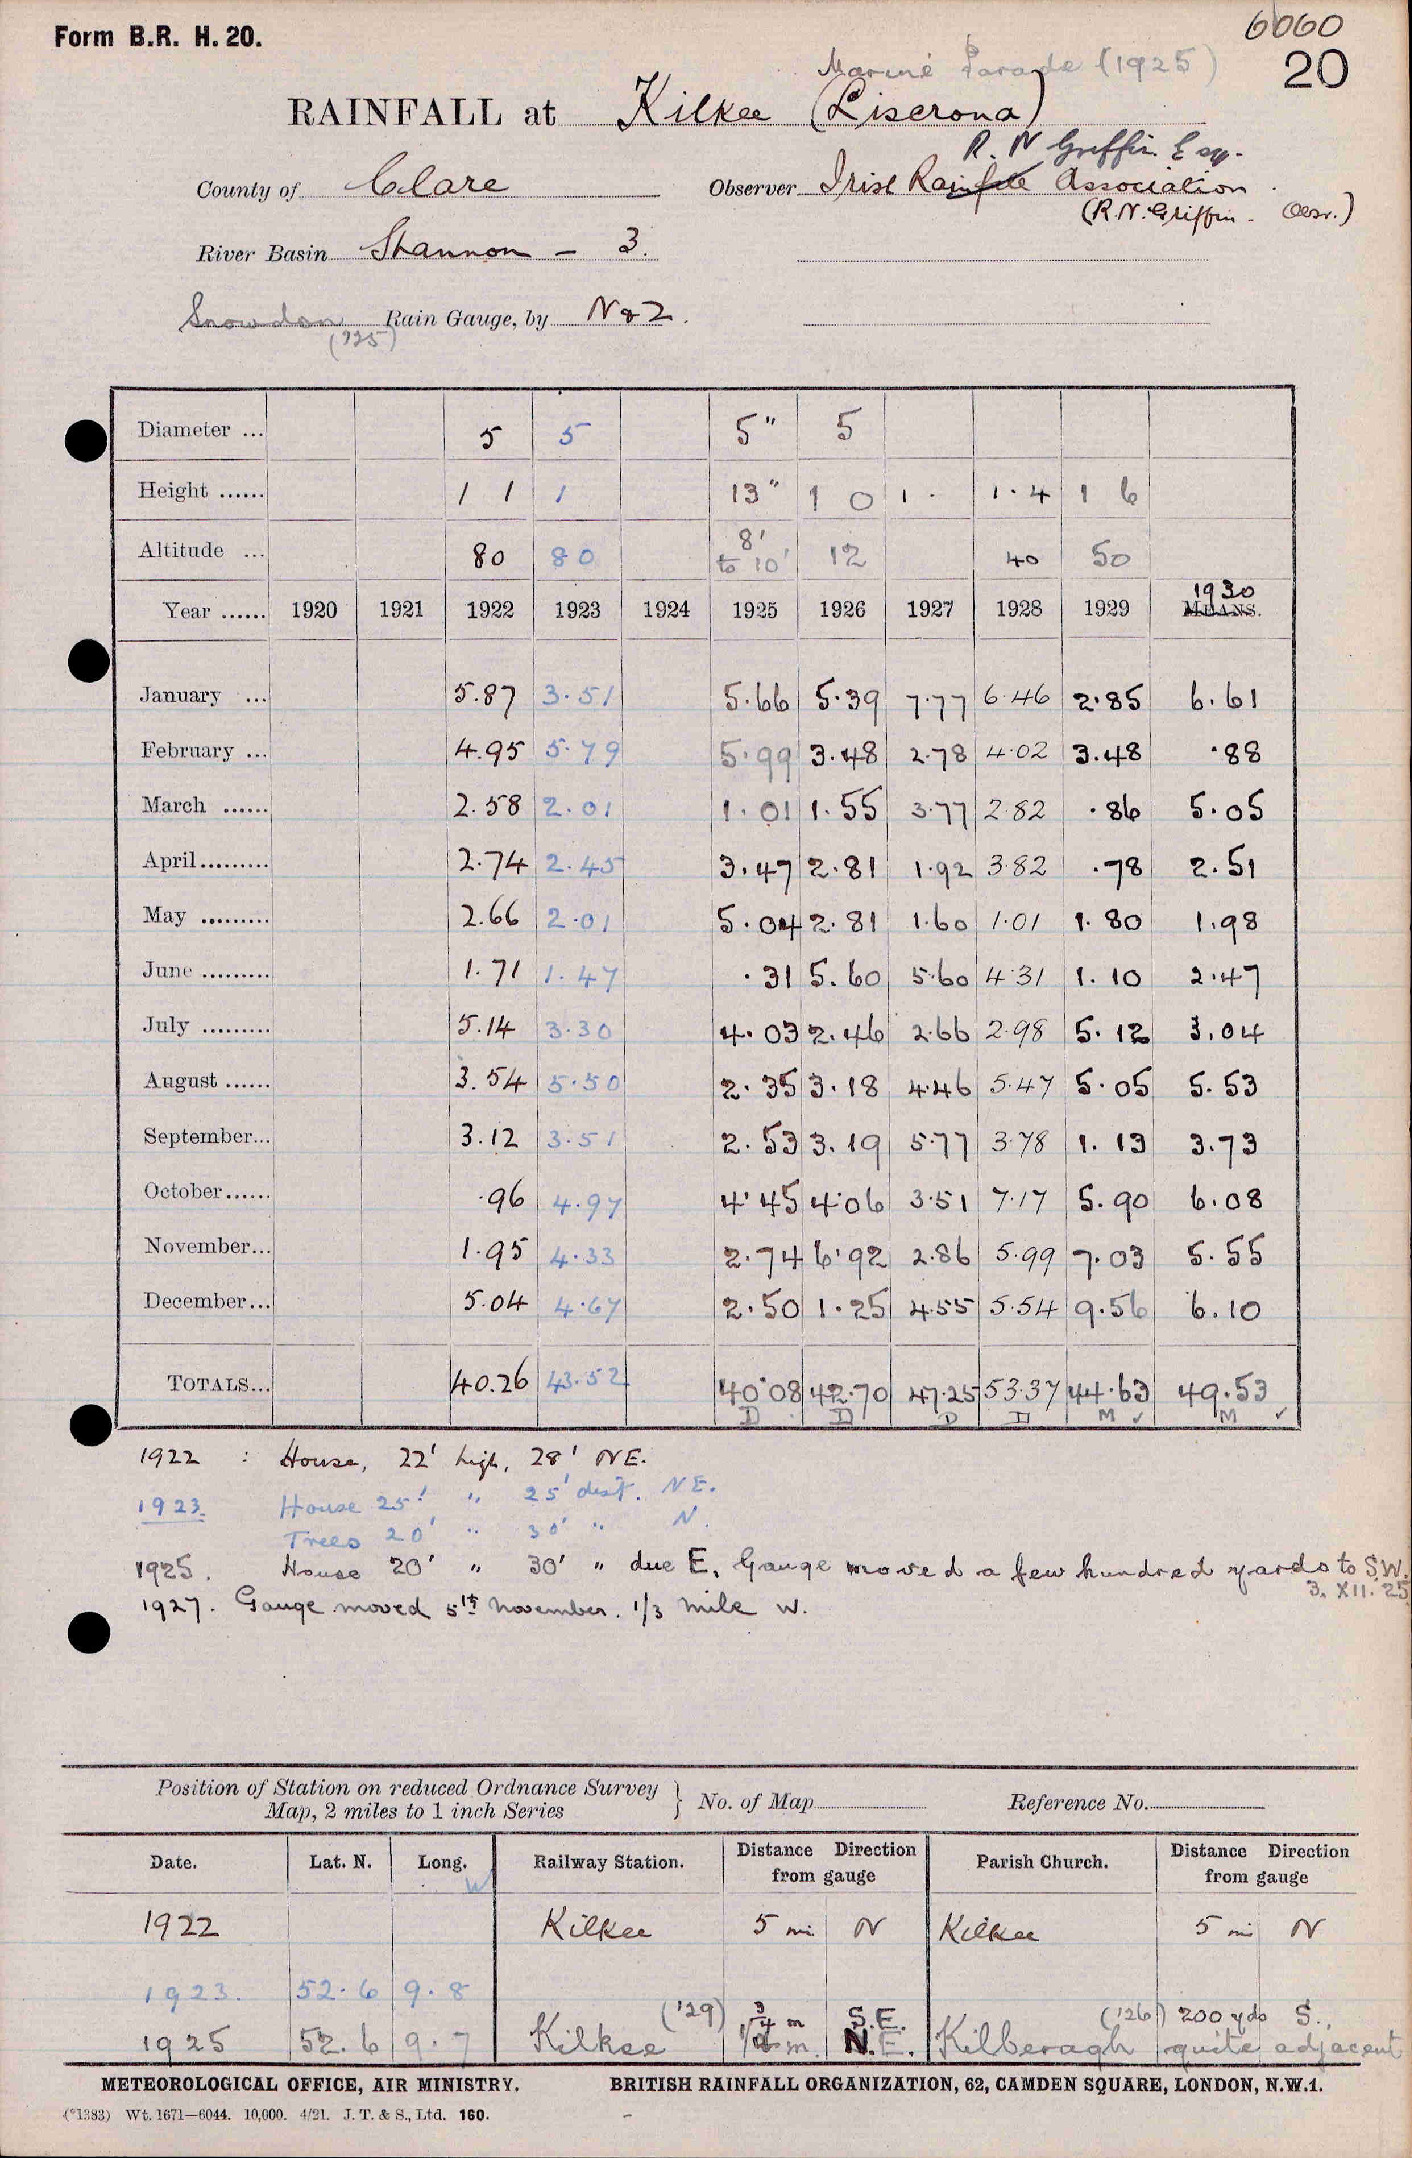 Form B.R. H. 20.
6060
20
Marine Parade (1925)
RAINFALL at Kilkee (Liscrona)
R. N Griffin Esq.
County of Clare Observer Irish Rainfall Association
(R.N. Griffin. Obsr.)
River Basin Shannon – 3.
Snowdon Rain Gauge, by N & Z.
('25)
Diameter ... 5 5 5" 5
Height ...... 1 1 1 13" 1 0 1 · 1·4 1 6
Altitude ... 80 80 8' to 10' 12 40 50
Year ...... 1920 1921 1922 1923 1924 1925 1926 1927 1928 1929 MEANS. 1930
January ... 5.87 3.51 5.66 5.39 7.77 6.46 2.85 6.61
February ... 4.95 5.79 5.99 3.48 2.78 4.02 3.48 .88
March ...... 2.58 2.01 1.01 1.55 3.77 2.82 .86 5.05
April......... 2.74 2.45 3.47 2.81 1.92 3.82 .78 2.51
May ......... 2.66 2.01 5.04 2.81 1.60 1.01 1.80 1.98
June ......... 1.71 1.47 .31 5.60 5.60 4.31 1.10 2.47
July ......... 5.14 3.30 4.03 2.46 2.66 2.98 5.12 3.04
August ...... 3.54 5.50 2.35 3.18 4.46 5.47 5.05 5.53
September... 3.12 3.51 2.53 3.19 5.77 3.78 1.13 3.73
October...... .96 4.97 4.45 4.06 3.51 7.17 5.90 6.08
November... 1.95 4.33 2.74 6.92 2.86 5.99 7.03 5.55
December... 5.04 4.67 2.50 1.25 4.55 5.54 9.56 6.10
TOTALS... 40.26 43.52 40.08 42.70 47.25 53.37 44.63 49.53
D D D D M ✓ M ✓
1922 : House, 22' high, 28' NE.
1923. House 25' " 25' dist. NE.
Trees 20' " 30' " N.
1925. House 20' " 30' " due E. Gauge moved a few hundred yards to SW.
3. XII. 25
1927. Gauge moved 5th November. 1/3 mile W.
Position of Station on reduced Ordnance Survey Map, 2 miles to 1 inch Series } No. of Map Reference No.
Date. Lat. N. Long. W Railway Station. Distance Direction from gauge Parish Church. Distance Direction from gauge
1922 Kilkee 5 mi N Kilkee 5 mi N
1923. 52.6 9.8
('29) 3/4 m S.E. ('26) 200 yds S.,
1925 52.6 9.7 Kilkee m. N.E. Kilberagh quite adjacent
METEOROLOGICAL OFFICE, AIR MINISTRY. BRITISH RAINFALL ORGANIZATION, 62, CAMDEN SQUARE, LONDON, N.W.1.
(*1383) Wt. 1671—6044. 10,000. 4/21. J. T. & S., Ltd. 160.